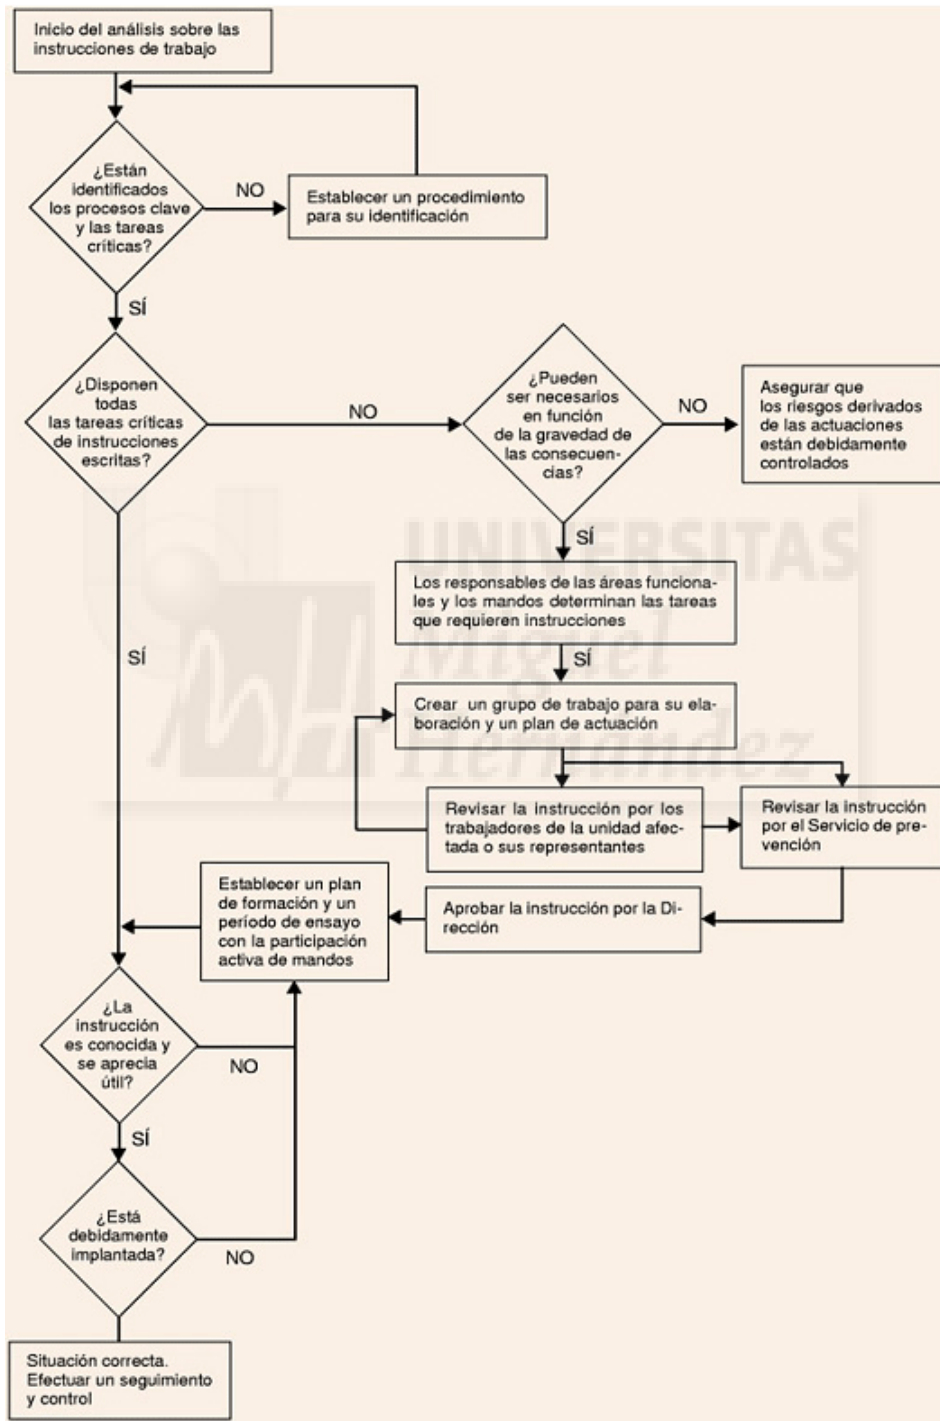 Inicio del análisis sobre las
instrucciones de trabajo
¿Están
identificados
los procesos clave
y las tareas
críticas?
NO
Establecer un procedimiento
para su identificación
SÍ
¿Disponen
todas
las tareas críticas
de instrucciones
escritas?
NO
¿Pueden
ser necesarios
en función
de la gravedad de
las consecuen-
cias?
NO
Asegurar que
los riesgos derivados
de las actuaciones
están debidamente
controlados
SÍ
UNIVERSITAS
Miguel
Hernández
Los responsables de las áreas funciona-
les y los mandos determinan las tareas
que requieren instrucciones
SÍ
SÍ
Crear un grupo de trabajo para su ela-
boración y un plan de actuación
Revisar la instrucción por los
trabajadores de la unidad afec-
tada o sus representantes
Revisar la instrucción
por el Servicio de pre-
vención
Establecer un plan
de formación y un
período de ensayo
con la participación
activa de mandos
Aprobar la instrucción por la Di-
rección
¿La
instrucción
es conocida y
se aprecia
útil?
NO
SÍ
¿Está
debidamente
implantada?
NO
Situación correcta.
Efectuar un seguimiento
y control